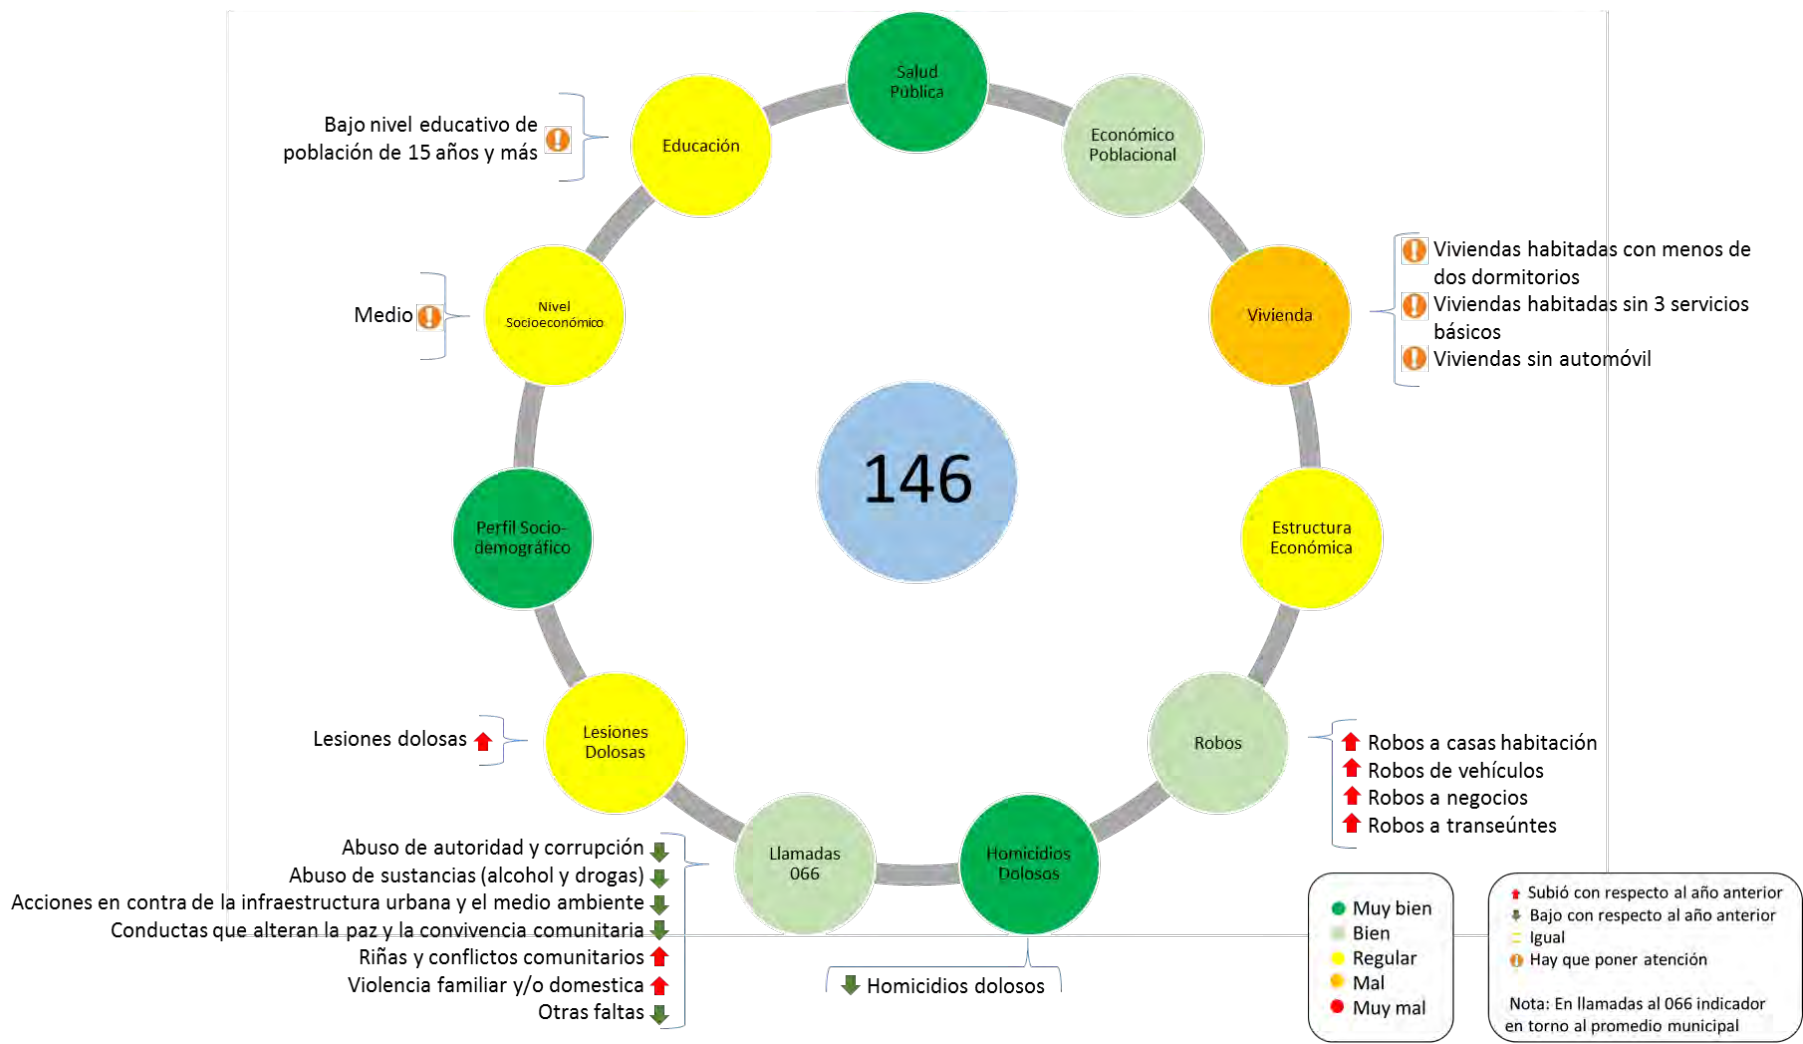 Salud
Pública
Económico
Poblacional
Educación
Bajo nivel educativo de
población de 15 años y más
Viviendas habitadas con menos de
dos dormitorios
Viviendas habitadas sin 3 servicios
básicos
Viviendas sin automóvil
Vivienda
Medio
Nivel
Socioeconómico
146
Perfil Socio-
demográfico
Estructura
Económica
Lesiones dolosas
Lesiones
Dolosas
Robos
Robos a casas habitación
Robos de vehículos
Robos a negocios
Robos a transeúntes
Abuso de autoridad y corrupción
Abuso de sustancias (alcohol y drogas)
Acciones en contra de la infraestructura urbana y el medio ambiente
Conductas que alteran la paz y la convivencia comunitaria
Riñas y conflictos comunitarios
Violencia familiar y/o domestica
Otras faltas
Llamadas
066
Homicidios
Dolosos
Homicidios dolosos
Muy bien
Bien
Regular
Mal
Muy mal
Subió con respecto al año anterior
Bajo con respecto al año anterior
Igual
Hay que poner atención
Nota: En llamadas al 066 indicador
en torno al promedio municipal